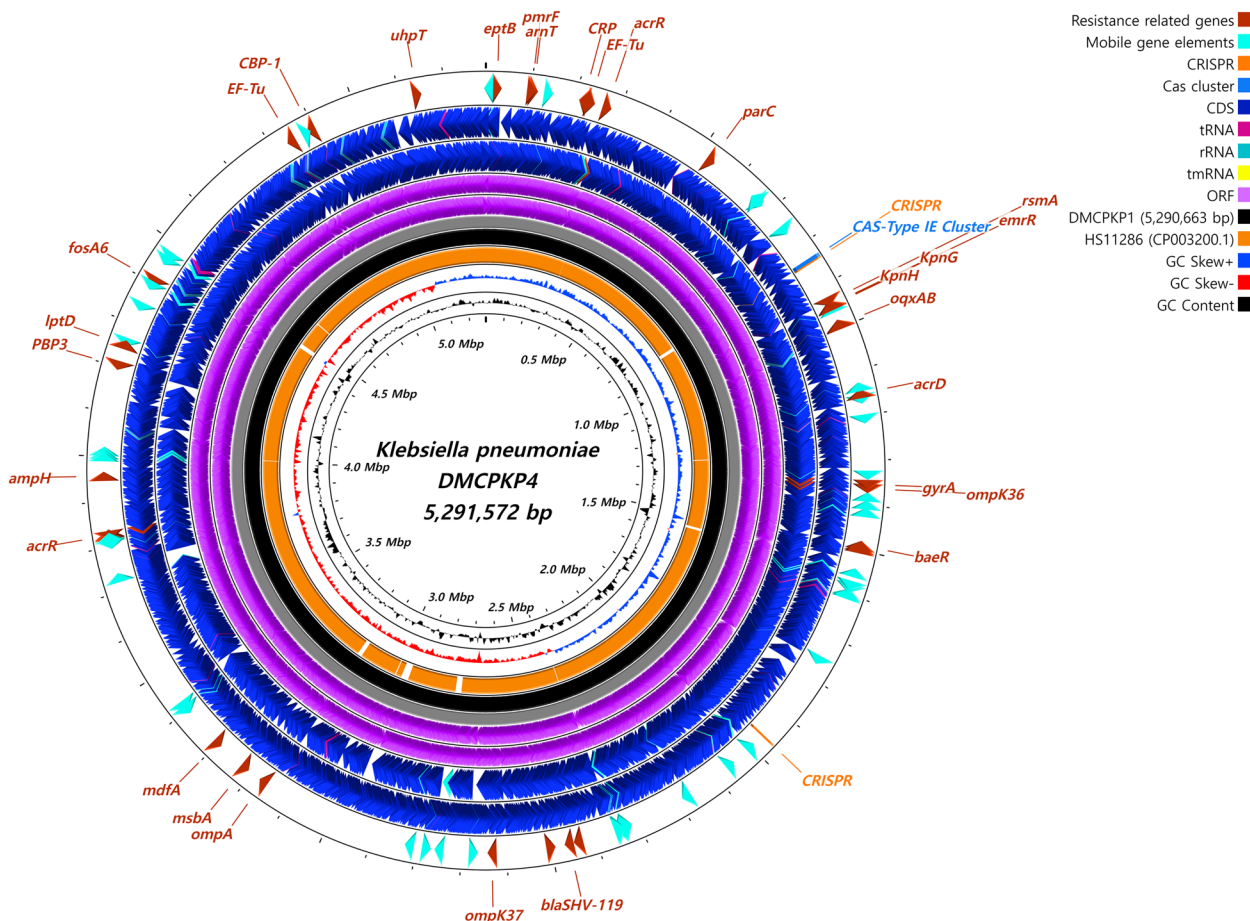 pmrF
eptB
arnT
CRP
acrR
EF-Tu
uhpT
CBP-1
EF-Tu
parC
CRISPR
CAS-Type IE Cluster
rsmA
emrR
KpnG
KpnH
oqxAB
acrD
gyrA
ompK36
baeR
CRISPR
blaSHV-119
ompK37
ompA
msbA
mdfA
acrR
ampH
PBP3
lptD
fosA6
5.0 Mbp
0.5 Mbp
4.5 Mbp
1.0 Mbp
4.0 Mbp
1.5 Mbp
3.5 Mbp
2.0 Mbp
3.0 Mbp
2.5 Mbp
Klebsiella pneumoniae
DMCPKP4
5,291,572 bp
Resistance related genes
Mobile gene elements
CRISPR
Cas cluster
CDS
tRNA
rRNA
tmRNA
ORF
DMCPKP1 (5,290,663 bp)
HS11286 (CP003200.1)
GC Skew+
GC Skew-
GC Content